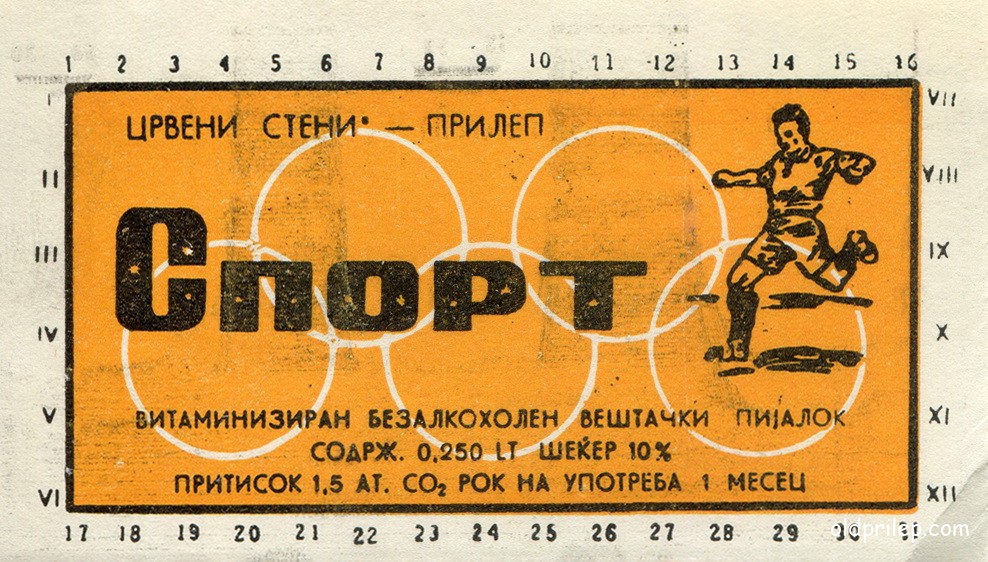 1 2 3 4 5 6 7 8 9 10 11 12 13 14 15 16
I VII
ЦРВЕНИ СТЕНИ" — ПРИЛЕП
II VIII
Спорт
III IX
IV X
V XI
ВИТАМИНИЗИРАН БЕЗАЛКОХОЛЕН ВЕШТАЧКИ ПИЈАЛОК
СОДРЖ. 0,250 LT ШЕЌЕР 10%
ПРИТИСОК 1,5 АТ. CO₂ РОК НА УПОТРЕБА 1 МЕСЕЦ
VI XII
17 18 19 20 21 22 23 24 25 26 27 28 29 30
oldprilep.com